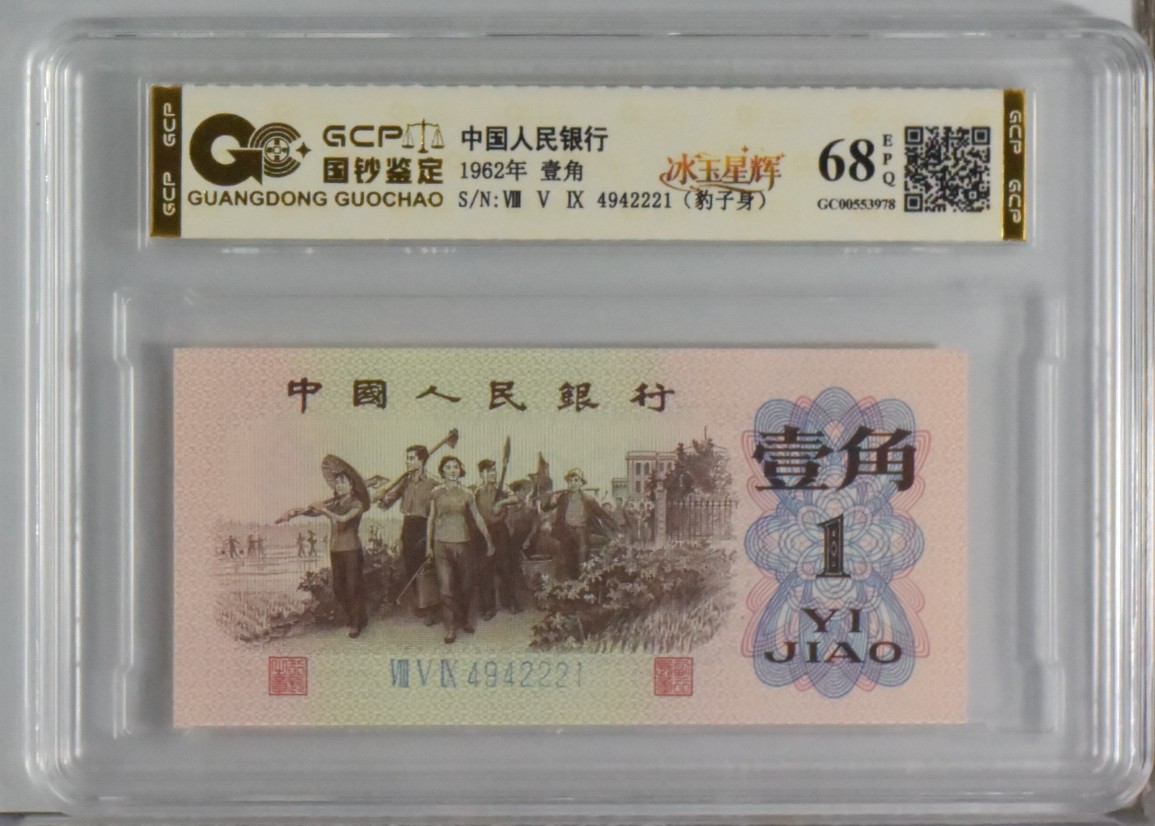 GCP GCP
GCP
国钞鉴定
GUANGDONG GUOCHAO
中国人民银行
1962年 壹角
S/N:Ⅷ Ⅴ Ⅸ 4942221（豹子身）
冰玉星辉
68
EPQ
GC00553978
GCP GCP
中國人民銀行
壹角
1
YI
JIAO
Ⅷ Ⅴ Ⅸ 4942221